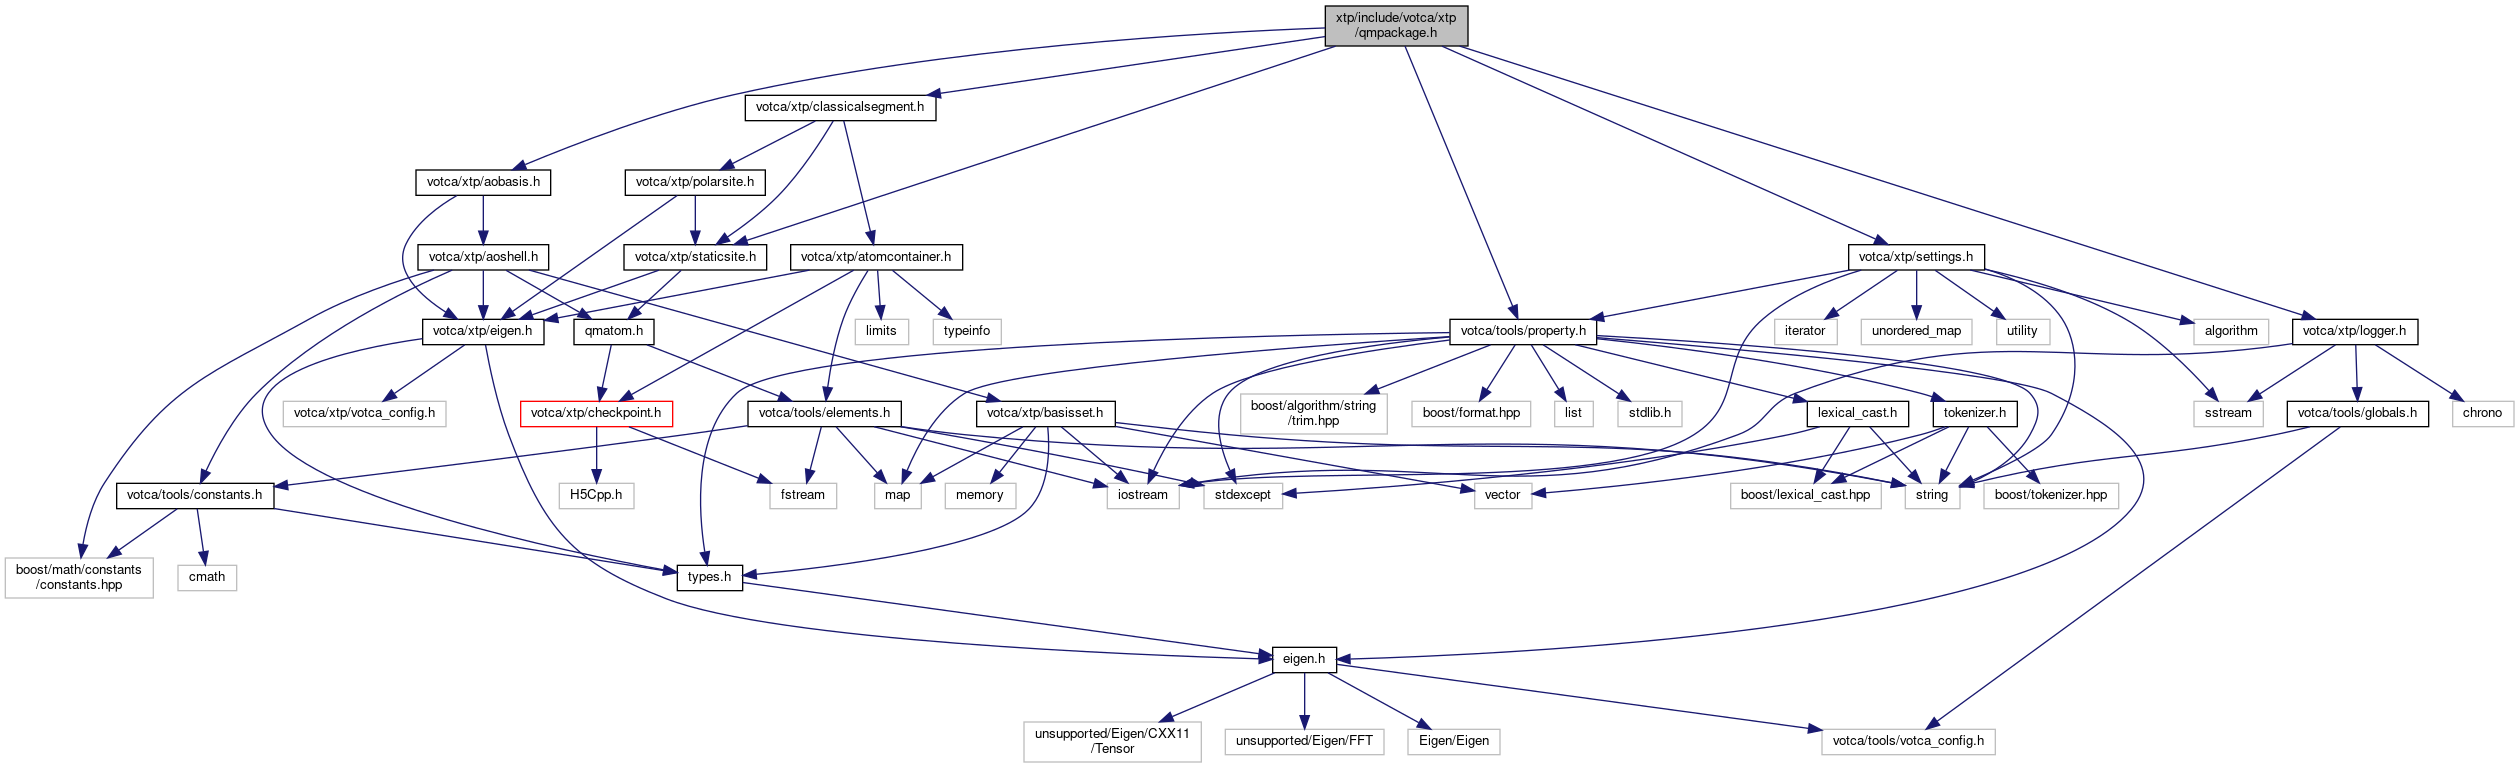 xtp/include/votca/xtp
/qmpackage.h
votca/xtp/classicalsegment.h
votca/xtp/aobasis.h
votca/xtp/polarsite.h
votca/xtp/aoshell.h
votca/xtp/staticsite.h
votca/xtp/atomcontainer.h
votca/xtp/settings.h
votca/xtp/eigen.h
qmatom.h
limits
typeinfo
votca/tools/property.h
iterator
unordered_map
utility
algorithm
votca/xtp/logger.h
votca/xtp/votca_config.h
votca/xtp/checkpoint.h
votca/tools/elements.h
votca/xtp/basisset.h
boost/algorithm/string
/trim.hpp
boost/format.hpp
list
stdlib.h
lexical_cast.h
tokenizer.h
sstream
votca/tools/globals.h
chrono
votca/tools/constants.h
H5Cpp.h
fstream
map
memory
iostream
stdexcept
vector
boost/lexical_cast.hpp
string
boost/tokenizer.hpp
boost/math/constants
/constants.hpp
cmath
types.h
eigen.h
unsupported/Eigen/CXX11
/Tensor
unsupported/Eigen/FFT
Eigen/Eigen
votca/tools/votca_config.h